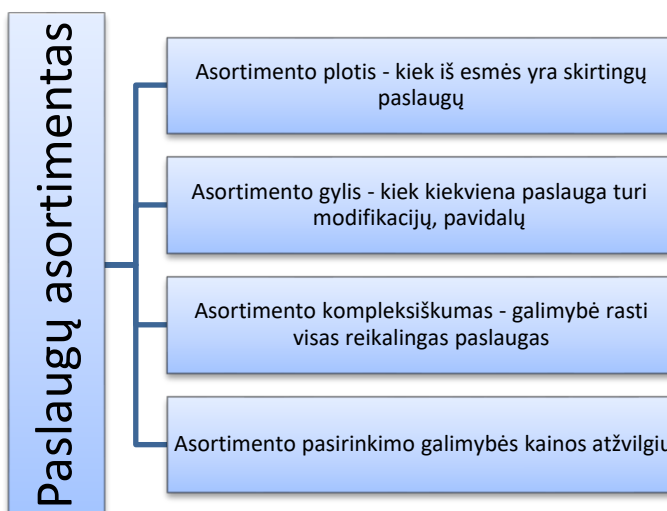 Paslaugų asortimentas
Asortimento plotis - kiek iš esmės yra skirtingų
paslaugų
Asortimento gylis - kiek kiekviena paslauga turi
modifikacijų, pavidalų
Asortimento kompleksiškumas - galimybė rasti
visas reikalingas paslaugas
Asortimento pasirinkimo galimybės kainos atžvilgiu